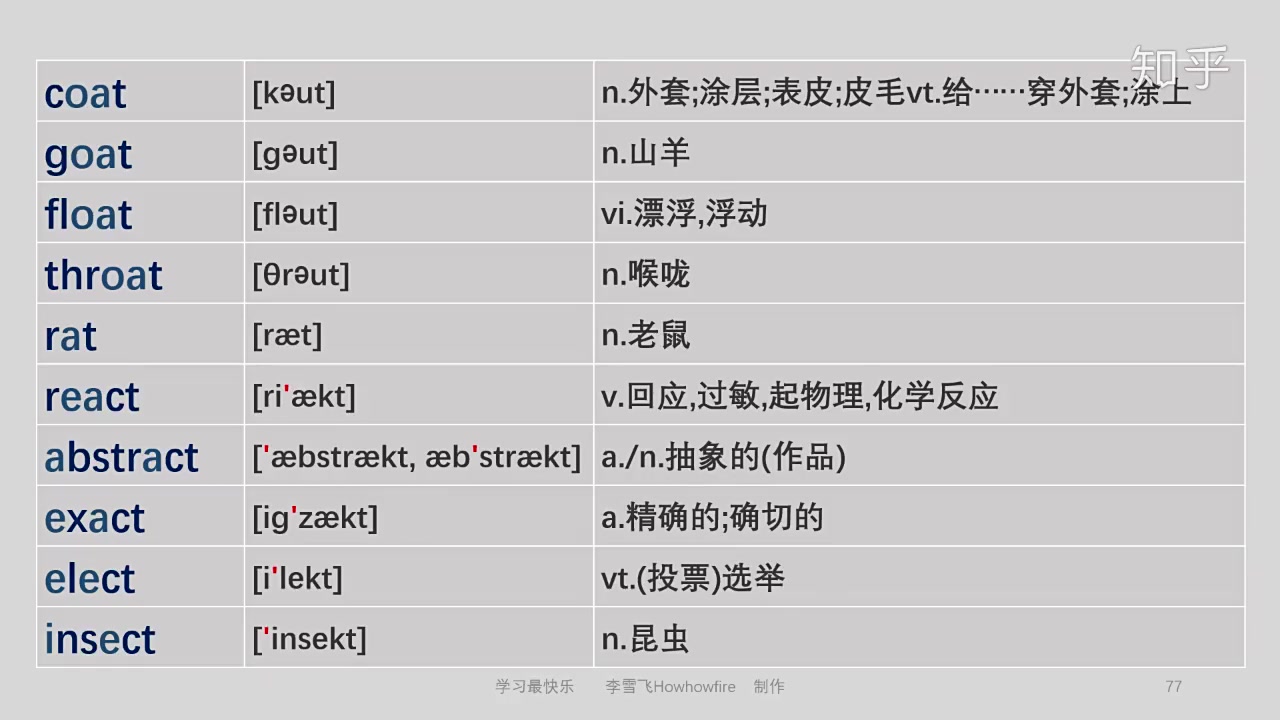 知乎
coat [kəut] n.外套;涂层;表皮;皮毛vt.给……穿外套;涂上
goat [gəut] n.山羊
float [fləut] vi.漂浮,浮动
throat [θrəut] n.喉咙
rat [ræt] n.老鼠
react [ri'ækt] v.回应,过敏,起物理,化学反应
abstract ['æbstrækt, æb'strækt] a./n.抽象的(作品)
exact [ig'zækt] a.精确的;确切的
elect [i'lekt] vt.(投票)选举
insect ['insekt] n.昆虫
学习最快乐 李雪飞Howhowfire 制作 77